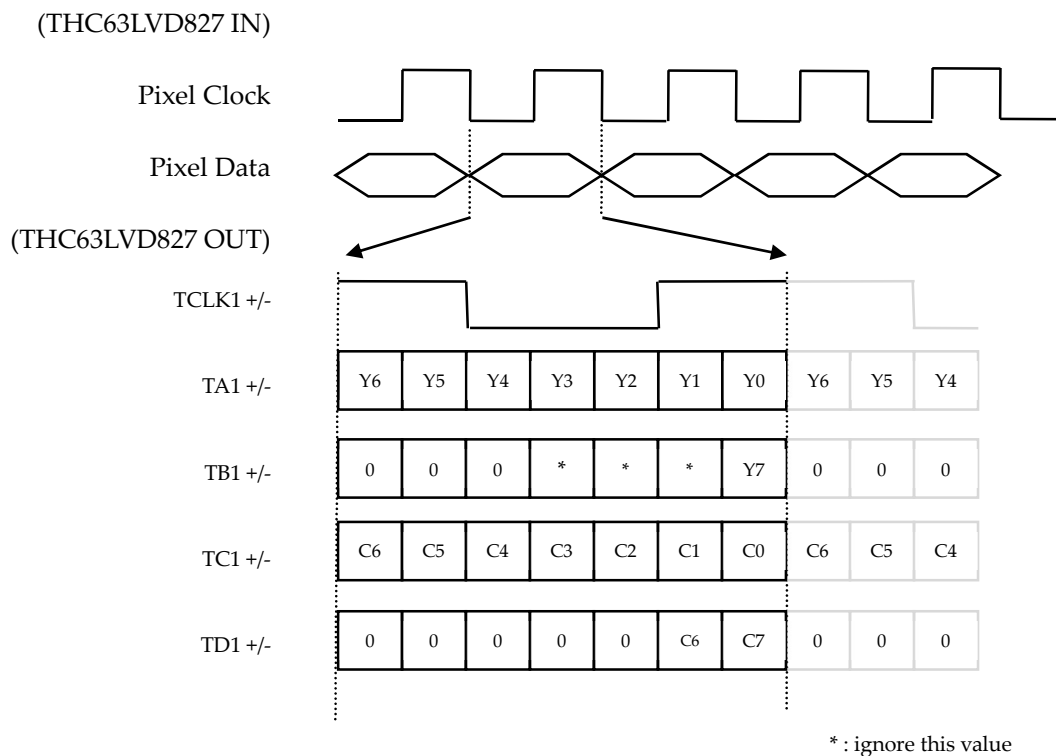 (THC63LVD827 IN)
Pixel Clock
Pixel Data
(THC63LVD827 OUT)
TCLK1 +/-
TA1 +/- Y6 Y5 Y4 Y3 Y2 Y1 Y0 Y6 Y5 Y4
TB1 +/- 0 0 0 * * * Y7 0 0 0
TC1 +/- C6 C5 C4 C3 C2 C1 C0 C6 C5 C4
TD1 +/- 0 0 0 0 0 C6 C7 0 0 0
* : ignore this value